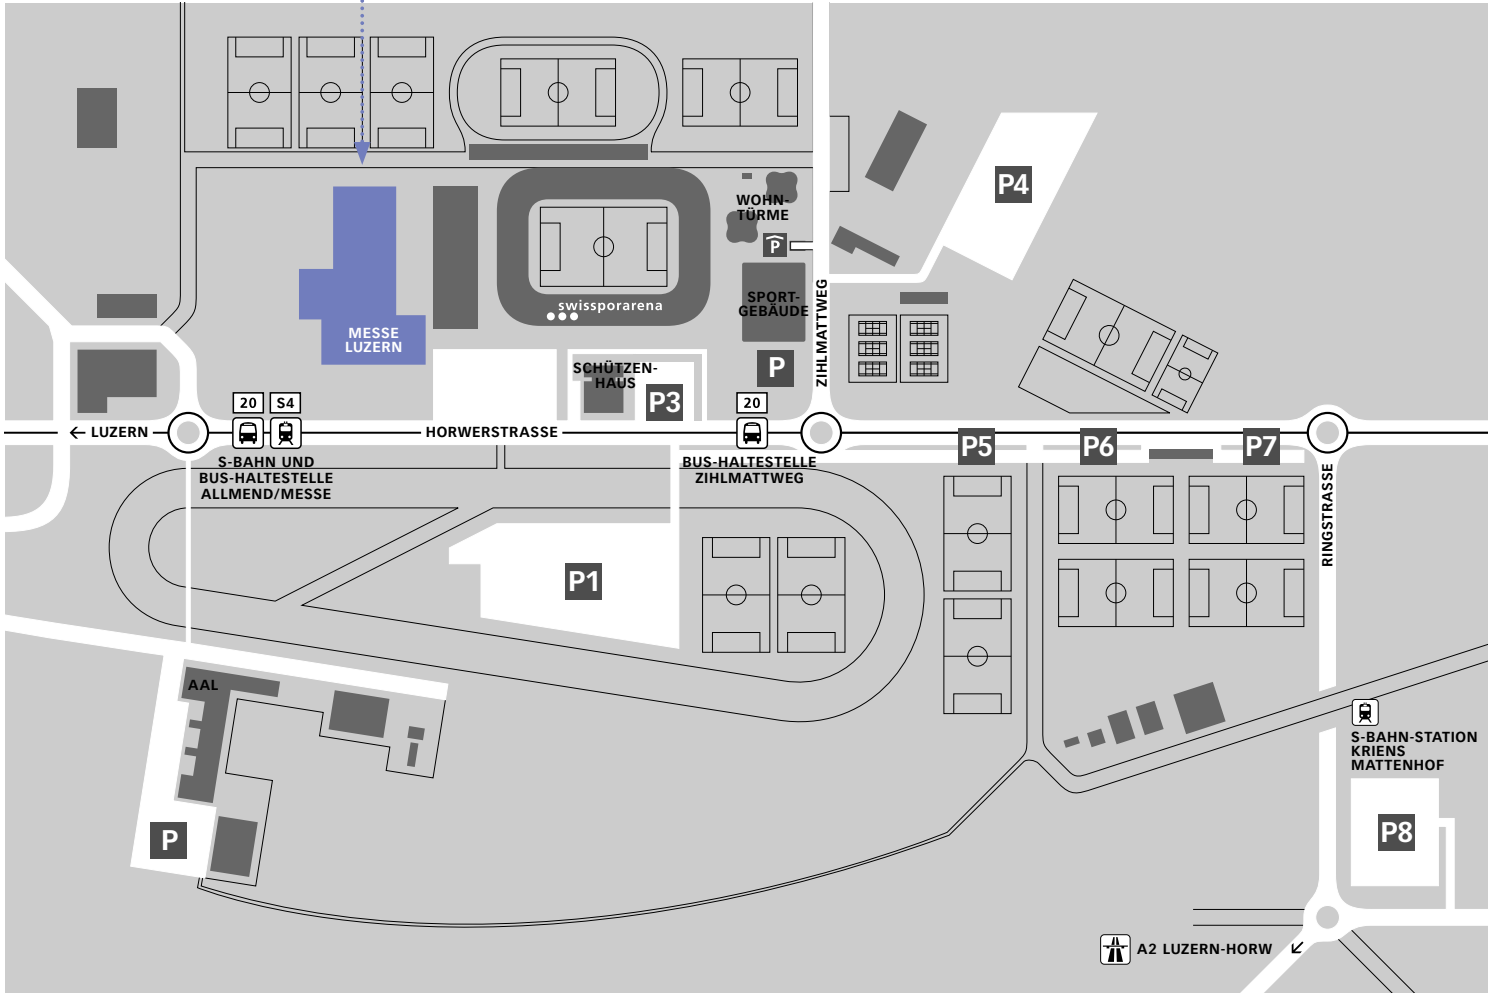 P4
WOHN-
TÜRME
P
swissporarena
SPORT-
GEBÄUDE
ZIHLMATTWEG
MESSE
LUZERN
SCHÜTZEN-
HAUS
P3
P
20
S4
20
LUZERN
HORWERSTRASSE
S-BAHN UND
BUS-HALTESTELLE
ALLMEND/MESSE
BUS-HALTESTELLE
ZIHLMATTWEG
P5
P6
P7
RINGSTRASSE
P1
AAL
P
S-BAHN-STATION
KRIENS
MATTENHOF
P8
A2 LUZERN-HORW